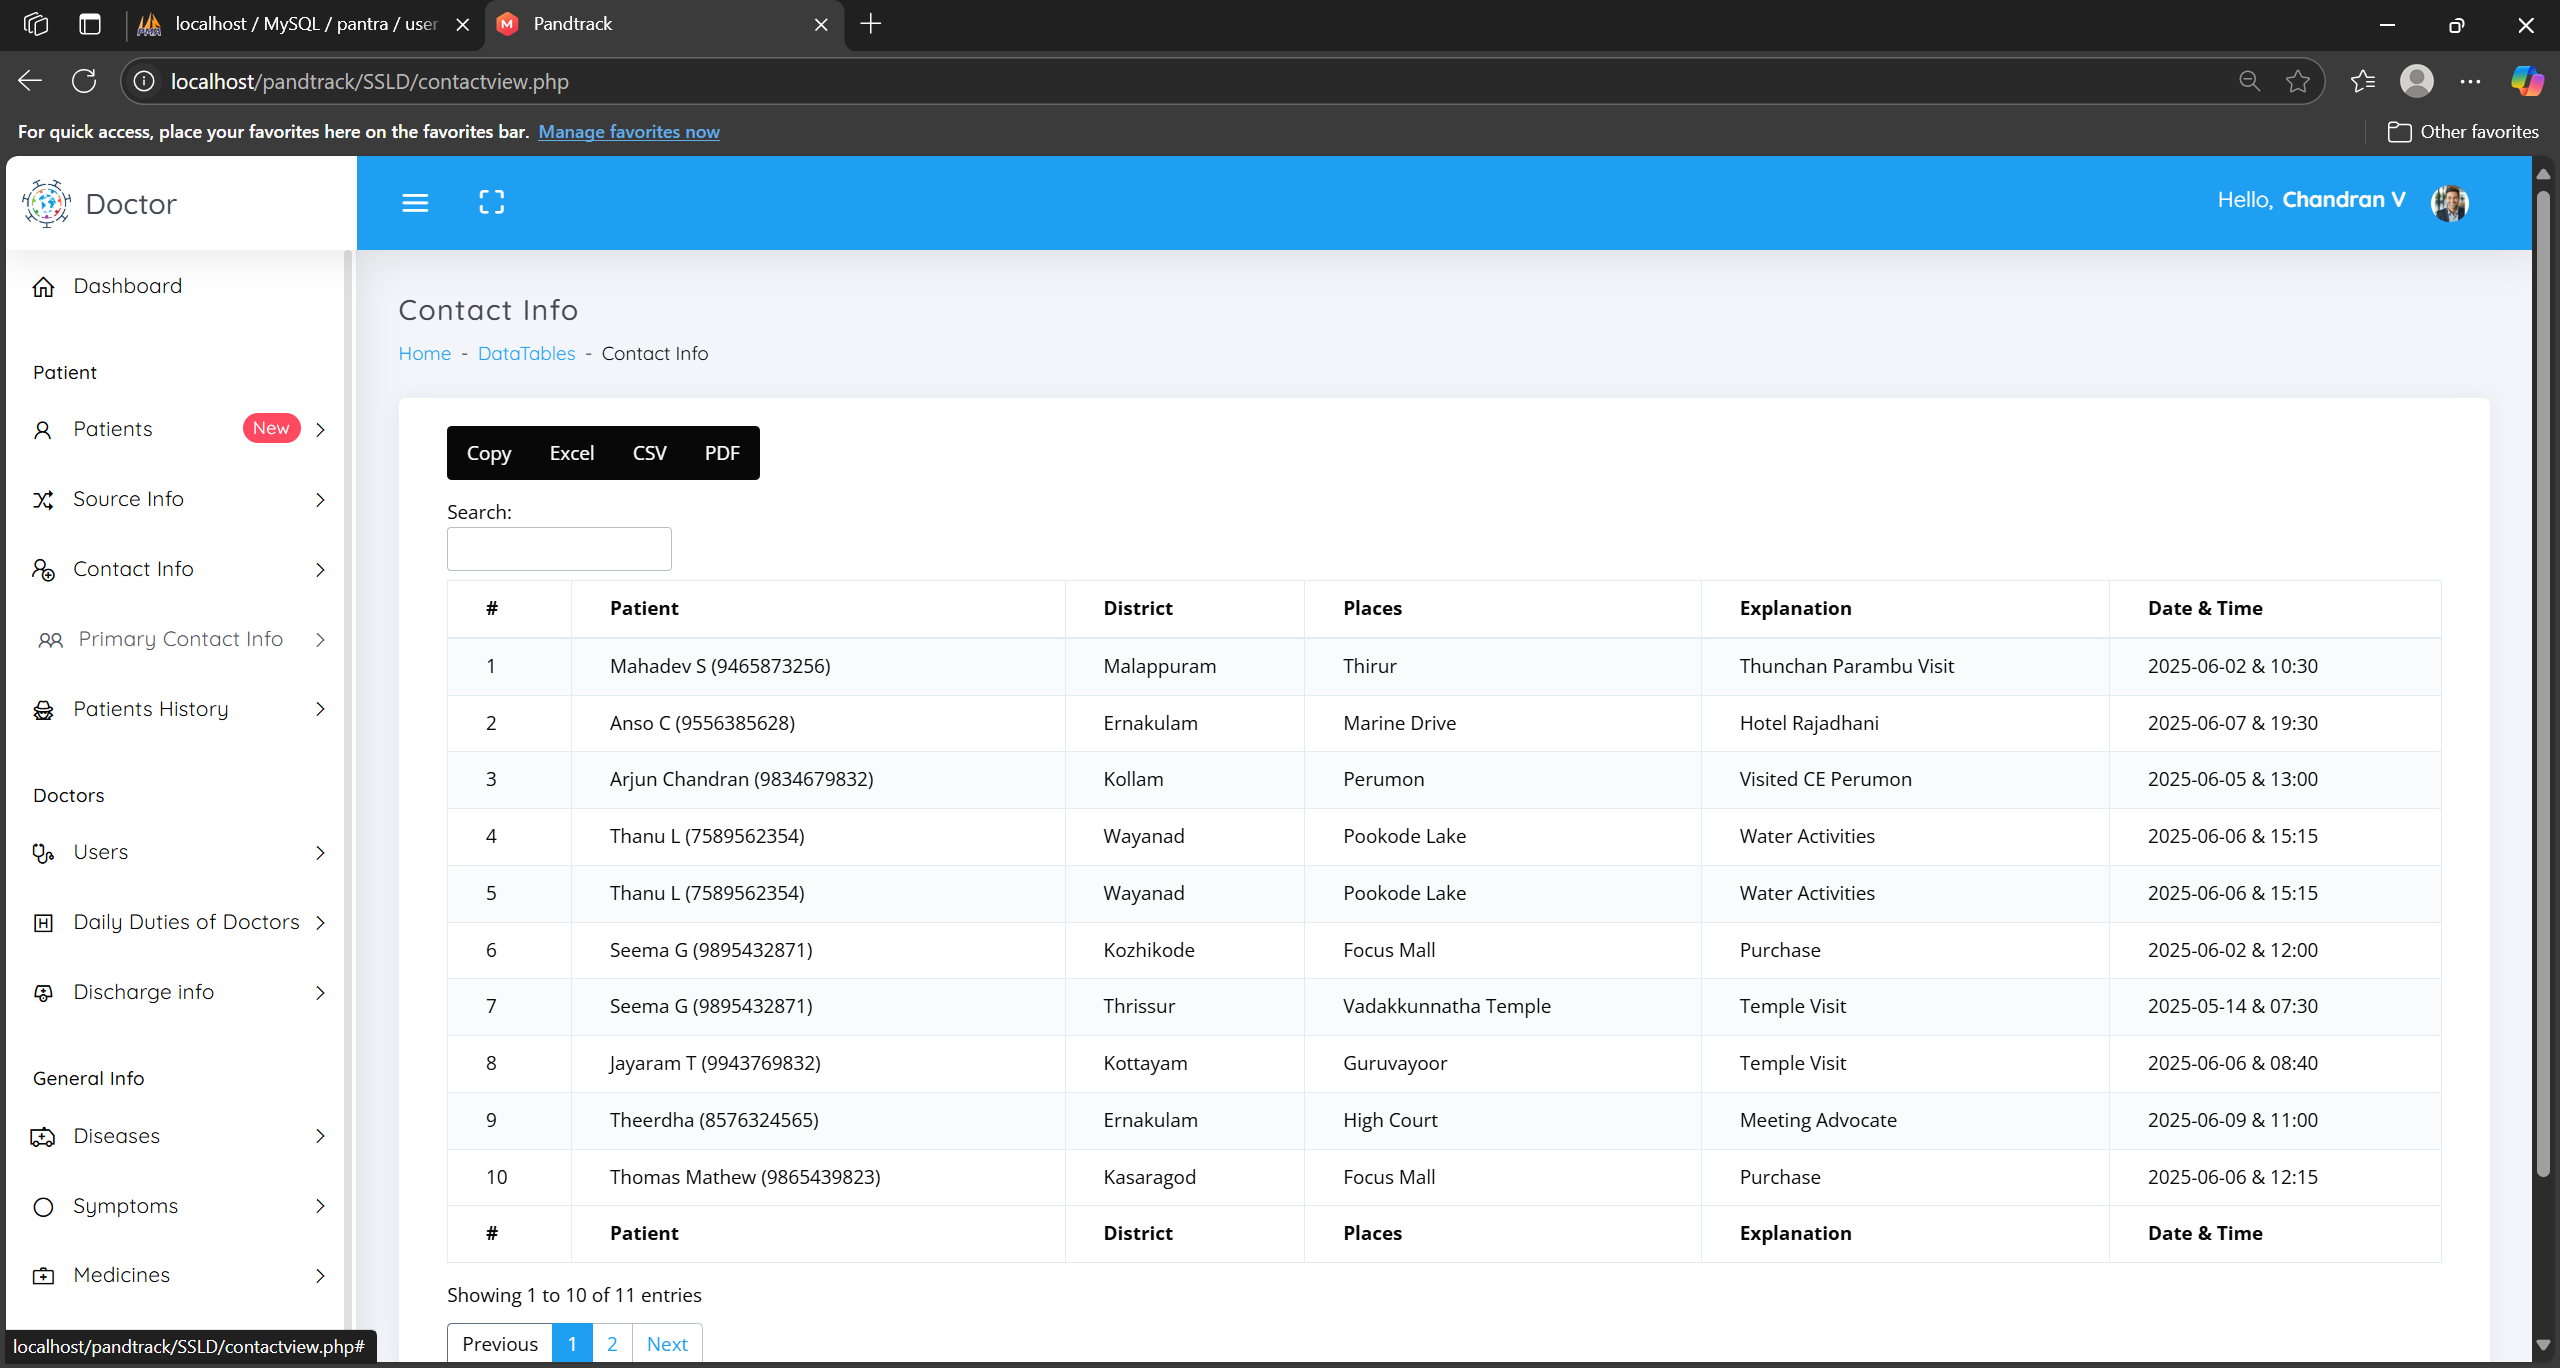 localhost / MySQL / pantra / user
Pandtrack
localhost/pandtrack/SSLD/contactview.php
For quick access, place your favorites here on the favorites bar. Manage favorites now
Other favorites
Doctor
Hello, Chandran V
Dashboard
Patient
Patients New
Source Info
Contact Info
Primary Contact Info
Patients History
Doctors
Users
Daily Duties of Doctors
Discharge info
General Info
Diseases
Symptoms
Medicines
localhost/pandtrack/SSLD/contactview.php#
Contact Info
Home - DataTables - Contact Info
Copy Excel CSV PDF
Search:
# Patient District Places Explanation Date & Time
1 Mahadev S (9465873256) Malappuram Thirur Thunchan Parambu Visit 2025-06-02 & 10:30
2 Anso C (9556385628) Ernakulam Marine Drive Hotel Rajadhani 2025-06-07 & 19:30
3 Arjun Chandran (9834679832) Kollam Perumon Visited CE Perumon 2025-06-05 & 13:00
4 Thanu L (7589562354) Wayanad Pookode Lake Water Activities 2025-06-06 & 15:15
5 Thanu L (7589562354) Wayanad Pookode Lake Water Activities 2025-06-06 & 15:15
6 Seema G (9895432871) Kozhikode Focus Mall Purchase 2025-06-02 & 12:00
7 Seema G (9895432871) Thrissur Vadakkunnatha Temple Temple Visit 2025-05-14 & 07:30
8 Jayaram T (9943769832) Kottayam Guruvayoor Temple Visit 2025-06-06 & 08:40
9 Theerdha (8576324565) Ernakulam High Court Meeting Advocate 2025-06-09 & 11:00
10 Thomas Mathew (9865439823) Kasaragod Focus Mall Purchase 2025-06-06 & 12:15
# Patient District Places Explanation Date & Time
Showing 1 to 10 of 11 entries
Previous 1 2 Next